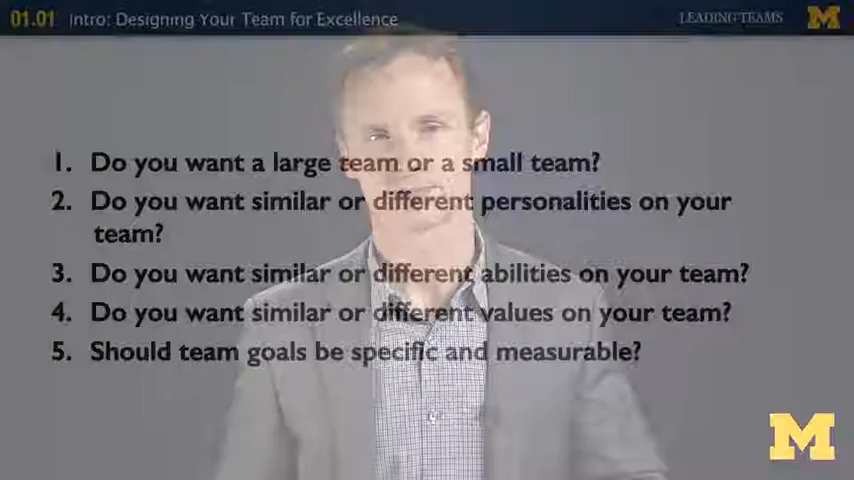 01.01 Intro: Designing Your Team for Excellence
LEADING TEAMS
M
1. Do you want a large team or a small team?
2. Do you want similar or different personalities on your
team?
3. Do you want similar or different abilities on your team?
4. Do you want similar or different values on your team?
5. Should team goals be specific and measurable?
M